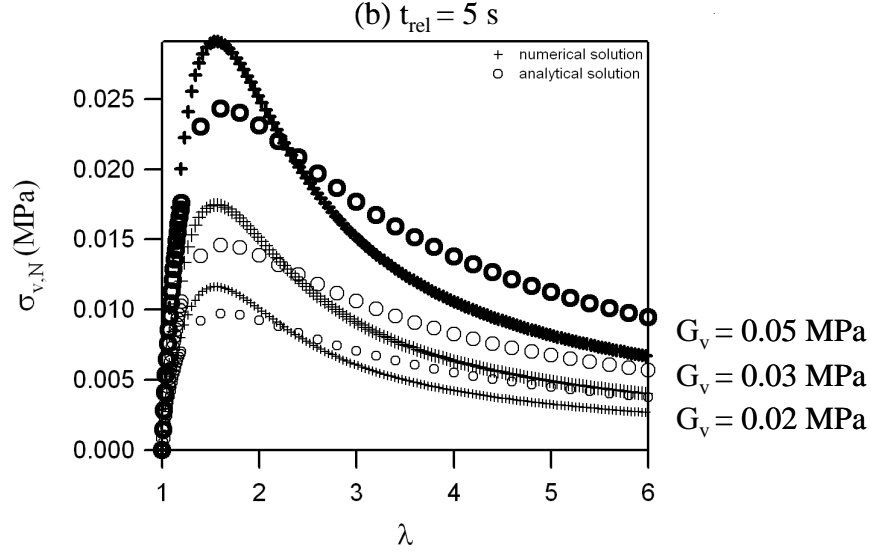 (b) t_rel = 5 s
+ numerical solution
o analytical solution
0.025
0.020
0.015
0.010
0.005
0.000
σ_v,N (MPa)
G_v = 0.05 MPa
G_v = 0.03 MPa
G_v = 0.02 MPa
1 2 3 4 5 6
λ